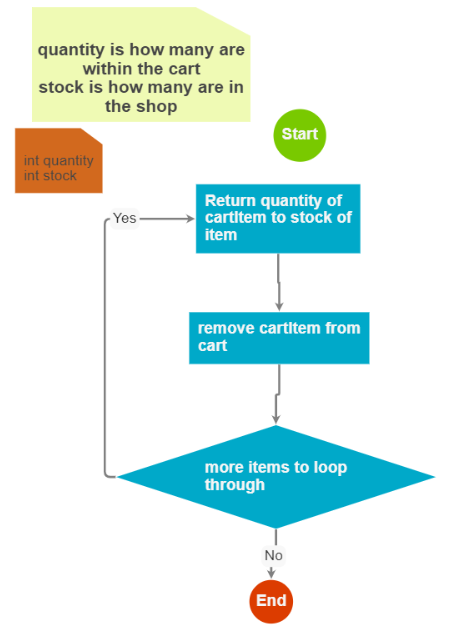 quantity is how many are
within the cart
stock is how many are in
the shop
Start
int quantity
int stock
Yes
Return quantity of
cartItem to stock of
item
remove cartItem from
cart
more items to loop
through
No
End